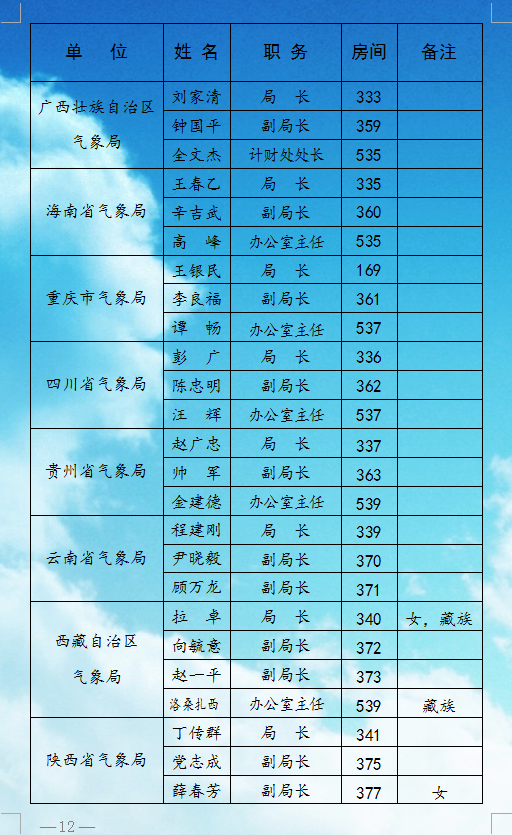 单 位 姓 名 职 务 房间 备注
广西壮族自治区
气象局
刘家清 局 长 333
钟国平 副局长 359
全文杰 计财处处长 535
海南省气象局
王春乙 局 长 335
辛吉武 副局长 360
高 峰 办公室主任 535
重庆市气象局
王银民 局 长 169
李良福 副局长 361
谭 畅 办公室主任 537
四川省气象局
彭 广 局 长 336
陈忠明 副局长 362
汪 辉 办公室主任 537
贵州省气象局
赵广忠 局 长 337
帅 军 副局长 363
金建德 办公室主任 539
云南省气象局
程建刚 局 长 339
尹晓毅 副局长 370
顾万龙 副局长 371
西藏自治区
气象局
拉 卓 局 长 340 女，藏族
向毓意 副局长 372
赵一平 副局长 373
洛桑扎西 办公室主任 539 藏族
陕西省气象局
丁传群 局 长 341
党志成 副局长 375
薛春芳 副局长 377 女
—12—